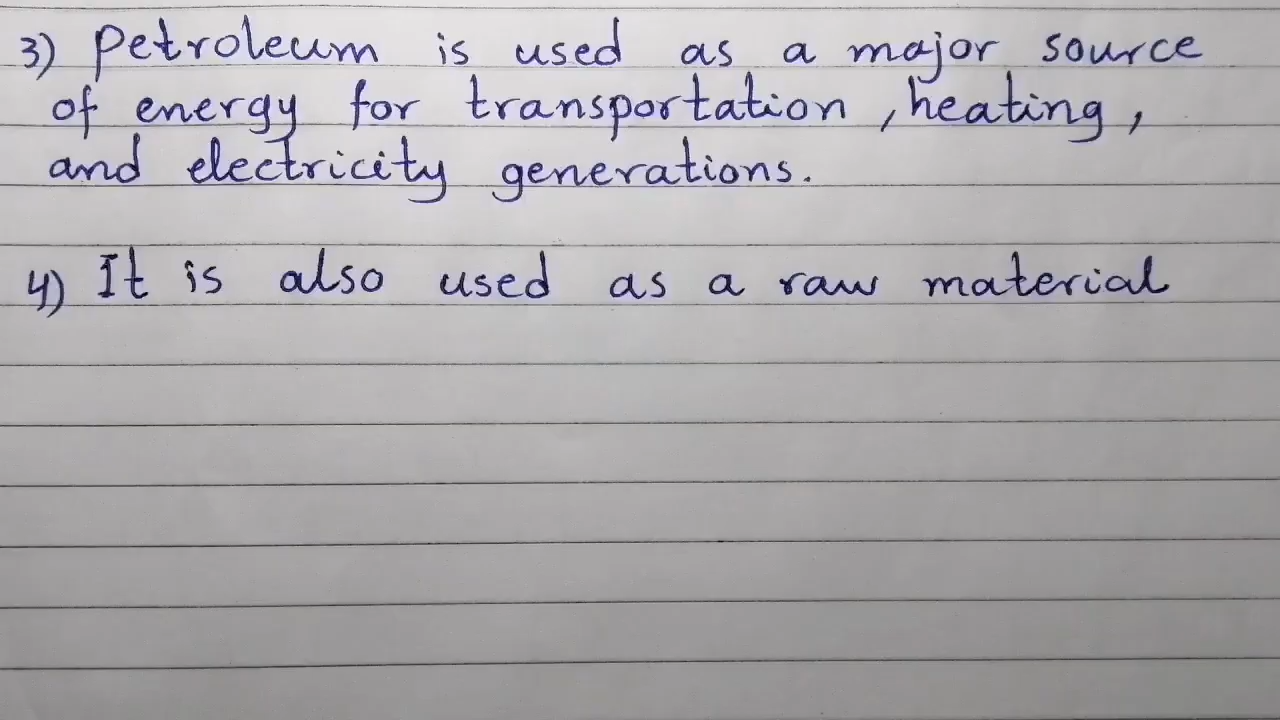 3) Petroleum is used as a major source
of energy for transportation, heating,
and electricity generations.
4) It is also used as a raw material